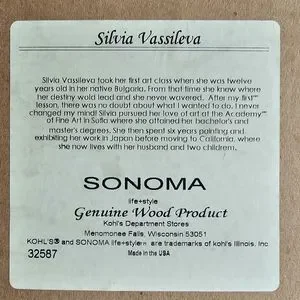 Silvia Vassileva
Silvia Vassileva took her first art class when she was twelve
years old in her native Bulgaria. From that time she knew where
her destiny would lead and she never wavered. After my first""
lesson, there was no doubt about what I wanted to do. I never
changed my mind! Silvia pursued her love of art at the Academy""
of Fine Art in Sofia where she attained her bachelor's and
master's degrees. She then spent six years painting and
exhibiting her work in Japan before moving to California, where
she now lives with her husband and two children.
SONOMA
life+style
Genuine Wood Product
Kohl's Department Stores
Menomonee Falls, Wisconsin 53051
KOHL'S® and SONOMA life+style are trademarks of kohl's Illinois, Inc.
32587
Made in the USA